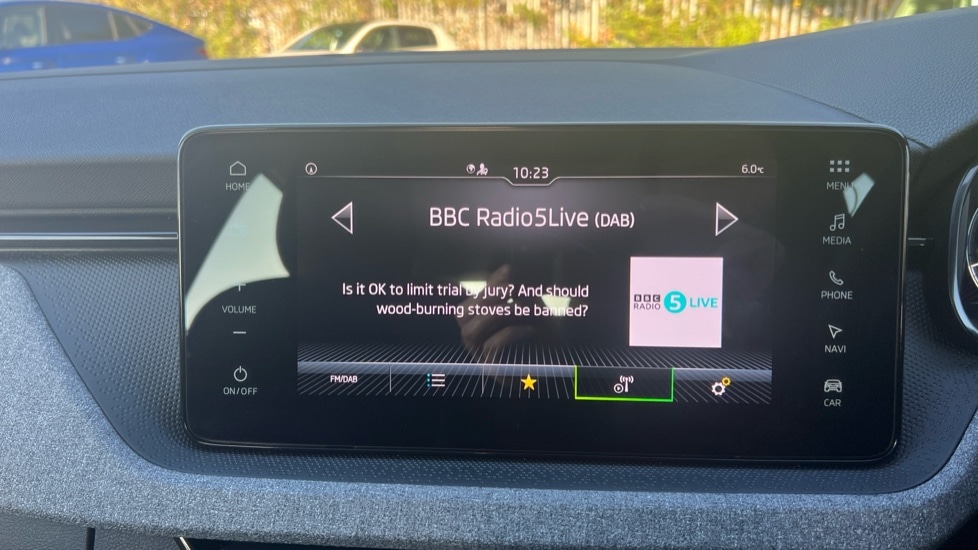 10:23
6.0°C
HOME
MENU
BBC Radio5Live (DAB)
MEDIA
Is it OK to limit trial by jury? And should
wood-burning stoves be banned?
BBC
RADIO
5 LIVE
PHONE
VOLUME
NAVI
FM/DAB
ON/OFF
CAR